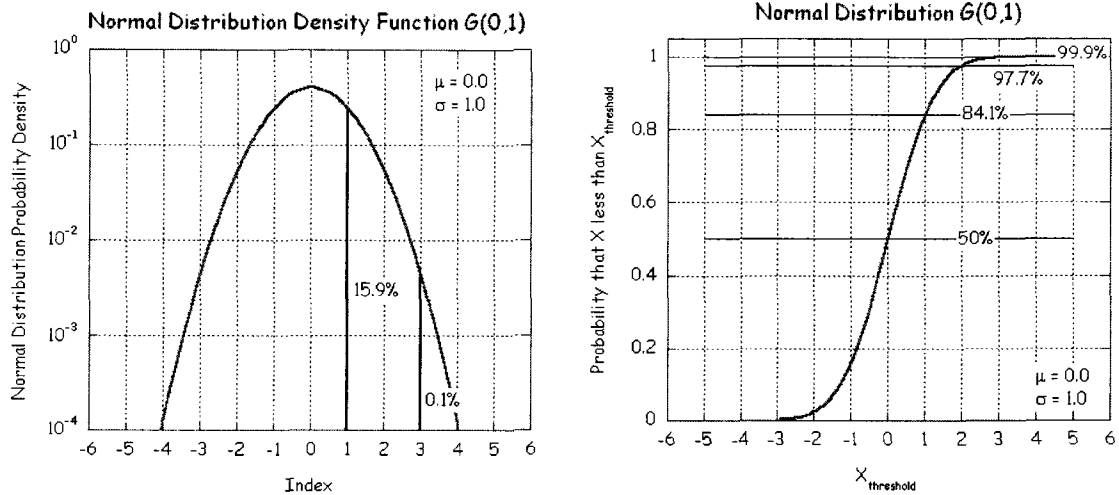 Normal Distribution Density Function G(0,1)
Normal Distribution Probability Density
10⁰
10⁻¹
10⁻²
10⁻³
10⁻⁴
μ = 0.0
σ = 1.0
15.9%
0.1%
-6 -5 -4 -3 -2 -1 0 1 2 3 4 5 6
Index
Normal Distribution G(0,1)
Probability that X less than X_threshold
1
0.8
0.6
0.4
0.2
0
99.9%
97.7%
84.1%
50%
μ = 0.0
σ = 1.0
-6 -5 -4 -3 -2 -1 0 1 2 3 4 5 6
X_threshold